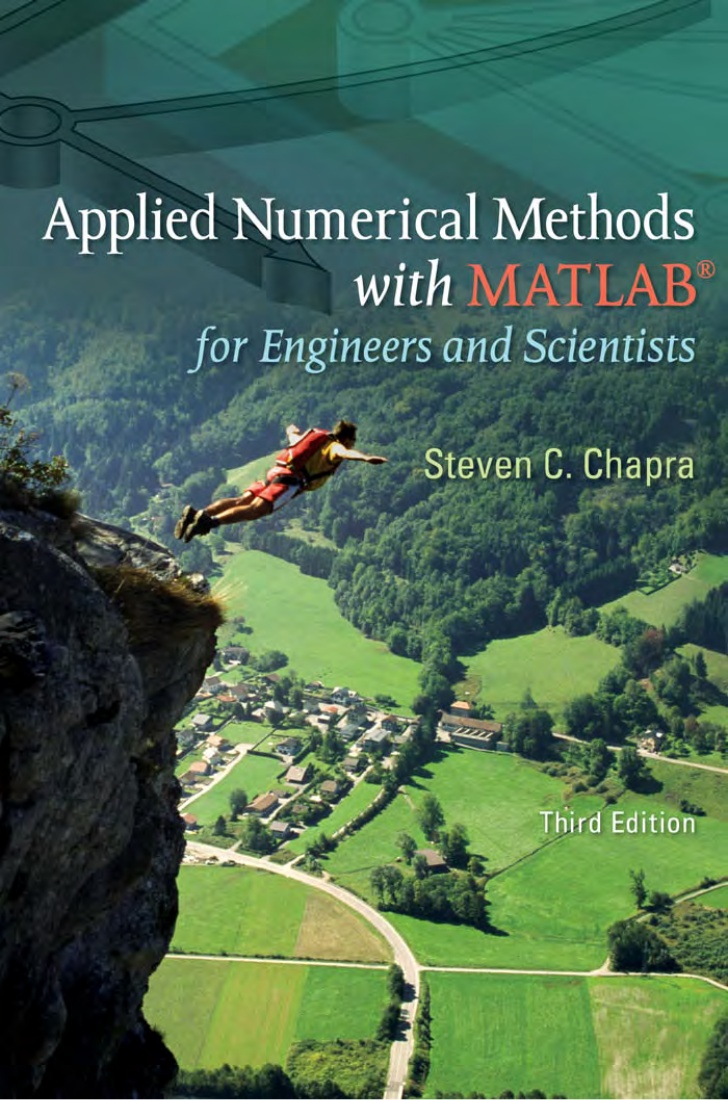 Applied Numerical Methods
with MATLAB®
for Engineers and Scientists
Steven C. Chapra
Third Edition